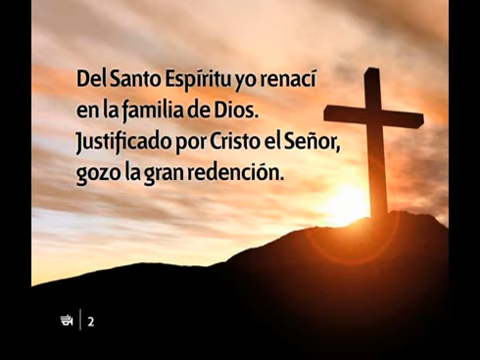 Del Santo Espíritu yo renací
en la familia de Dios.
Justificado por Cristo el Señor,
gozo la gran redención.
2